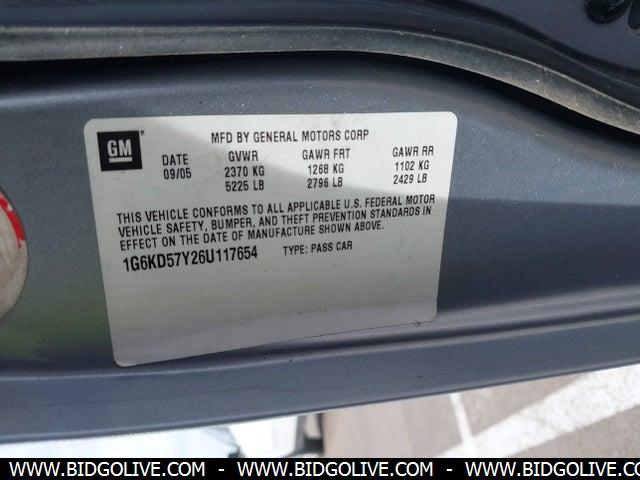 GM
MFD BY GENERAL MOTORS CORP
DATE GVWR GAWR FRT GAWR RR
09/05 2370 KG 1268 KG 1102 KG
5225 LB 2796 LB 2429 LB
THIS VEHICLE CONFORMS TO ALL APPLICABLE U.S. FEDERAL MOTOR
VEHICLE SAFETY, BUMPER, AND THEFT PREVENTION STANDARDS IN
EFFECT ON THE DATE OF MANUFACTURE SHOWN ABOVE.
1G6KD57Y26U117654 TYPE: PASS CAR
WWW.BIDGOLIVE.COM - WWW.BIDGOLIVE.COM - WWW.BIDGOLIVE.COM